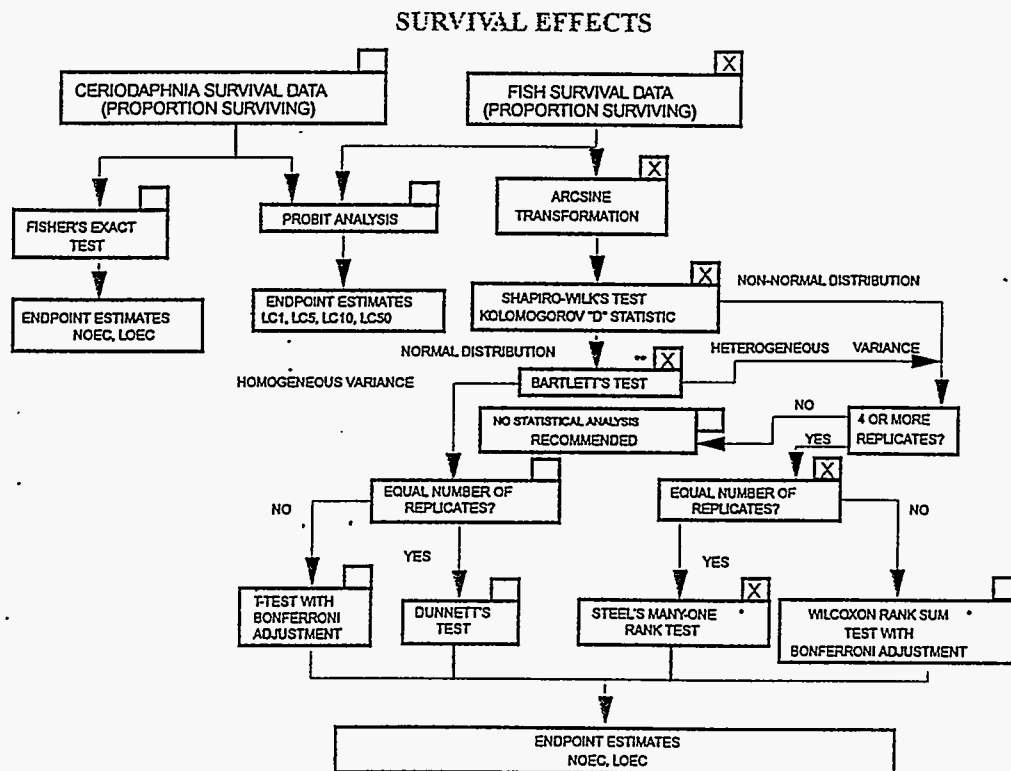 SURVIVAL EFFECTS
X
CERIODAPHNIA SURVIVAL DATA
(PROPORTION SURVIVING)
FISH SURVIVAL DATA
(PROPORTION SURVIVING)
X
ARCSINE
TRANSFORMATION
FISHER'S EXACT
TEST
PROBIT ANALYSIS
X
NON-NORMAL DISTRIBUTION
ENDPOINT ESTIMATES
NOEC, LOEC
ENDPOINT ESTIMATES
LC1, LC5, LC10, LC50
SHAPIRO-WILK'S TEST
KOLOMOGOROV "D" STATISTIC
NORMAL DISTRIBUTION
** X
HETEROGENEOUS VARIANCE
HOMOGENEOUS VARIANCE
BARTLETT'S TEST
NO STATISTICAL ANALYSIS
RECOMMENDED
NO
YES
4 OR MORE
REPLICATES?
X
EQUAL NUMBER OF
REPLICATES?
EQUAL NUMBER OF
REPLICATES?
NO
YES
YES
NO
X
T-TEST WITH
BONFERRONI
ADJUSTMENT
DUNNETT'S
TEST
STEEL'S MANY-ONE
RANK TEST
WILCOXON RANK SUM
TEST WITH
BONFERRONI ADJUSTMENT
ENDPOINT ESTIMATES
NOEC, LOEC